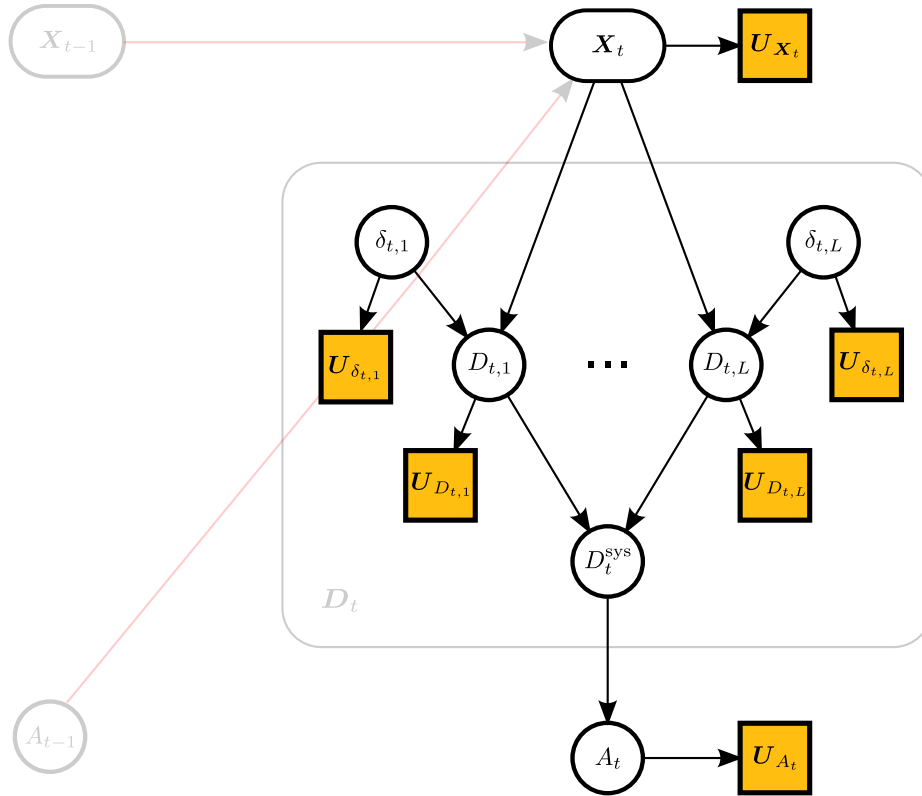 𝑿_{t−1}
𝑿_t
𝑼_{𝑿_t}
δ_{t,1}
δ_{t,L}
𝑼_{δ_{t,1}}
D_{t,1}
...
D_{t,L}
𝑼_{δ_{t,L}}
𝑼_{D_{t,1}}
𝑼_{D_{t,L}}
D_t^{sys}
𝑫_t
A_{t−1}
A_t
𝑼_{A_t}